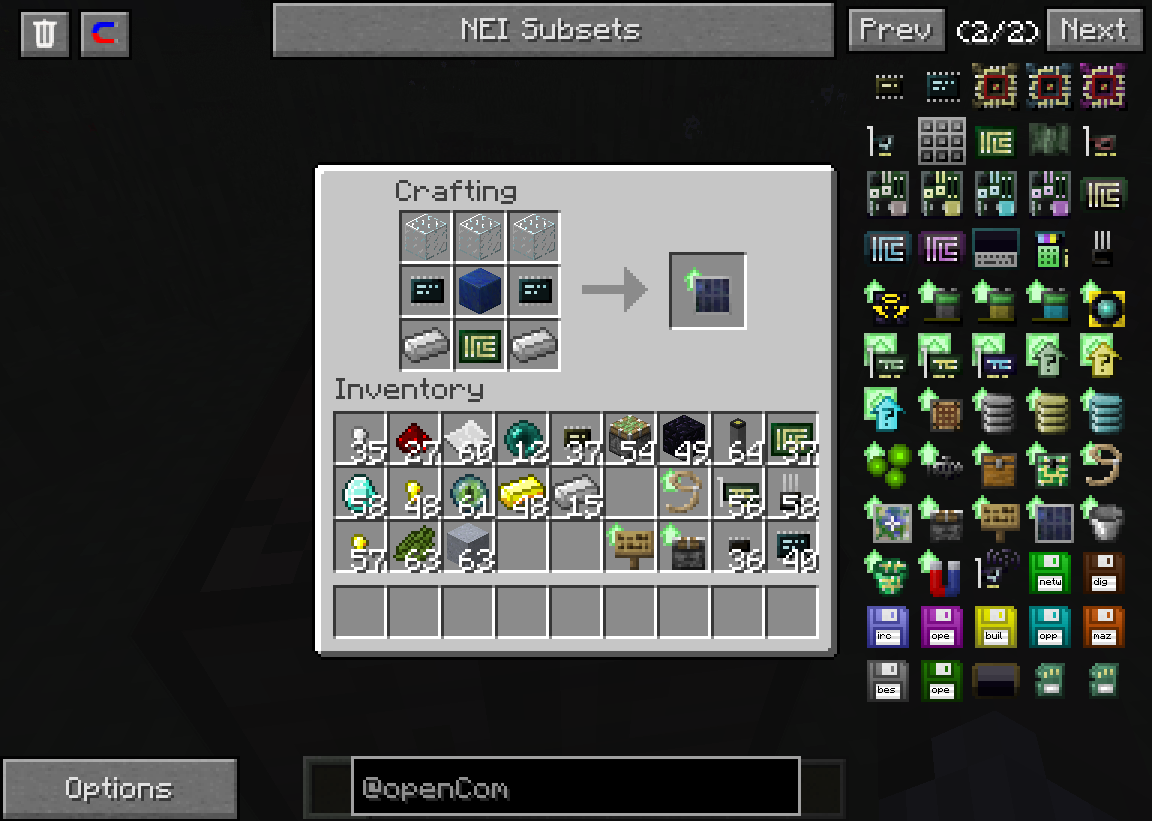 NEI Subsets
Prev (2/2) Next
Crafting
Inventory
35 27 60 12 37 54 49 64 37
58 48 61 48 15 56 58
57 63 63 36 40
netw dig
irc ope buil opp maz
bes ope
Options
@openCom